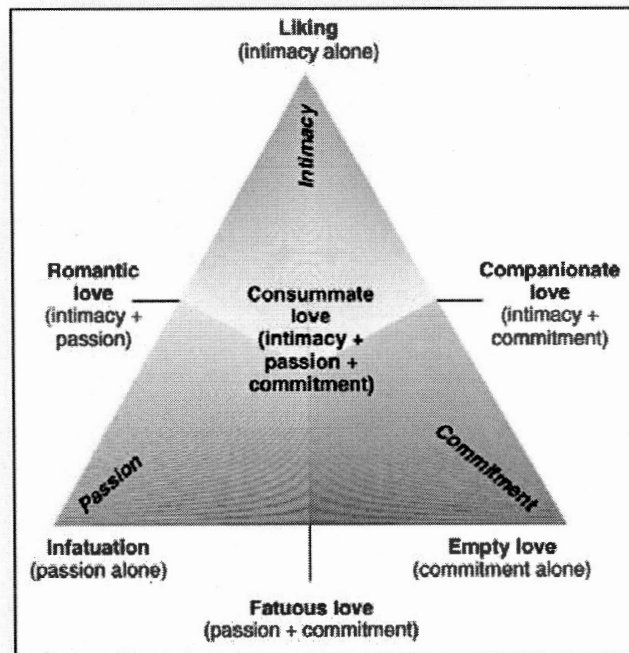 Liking
(intimacy alone)
Intimacy
Romantic
love
(intimacy +
passion)
Consummate
love
(intimacy +
passion +
commitment)
Companionate
love
(intimacy +
commitment)
Passion
Commitment
Infatuation
(passion alone)
Empty love
(commitment alone)
Fatuous love
(passion + commitment)